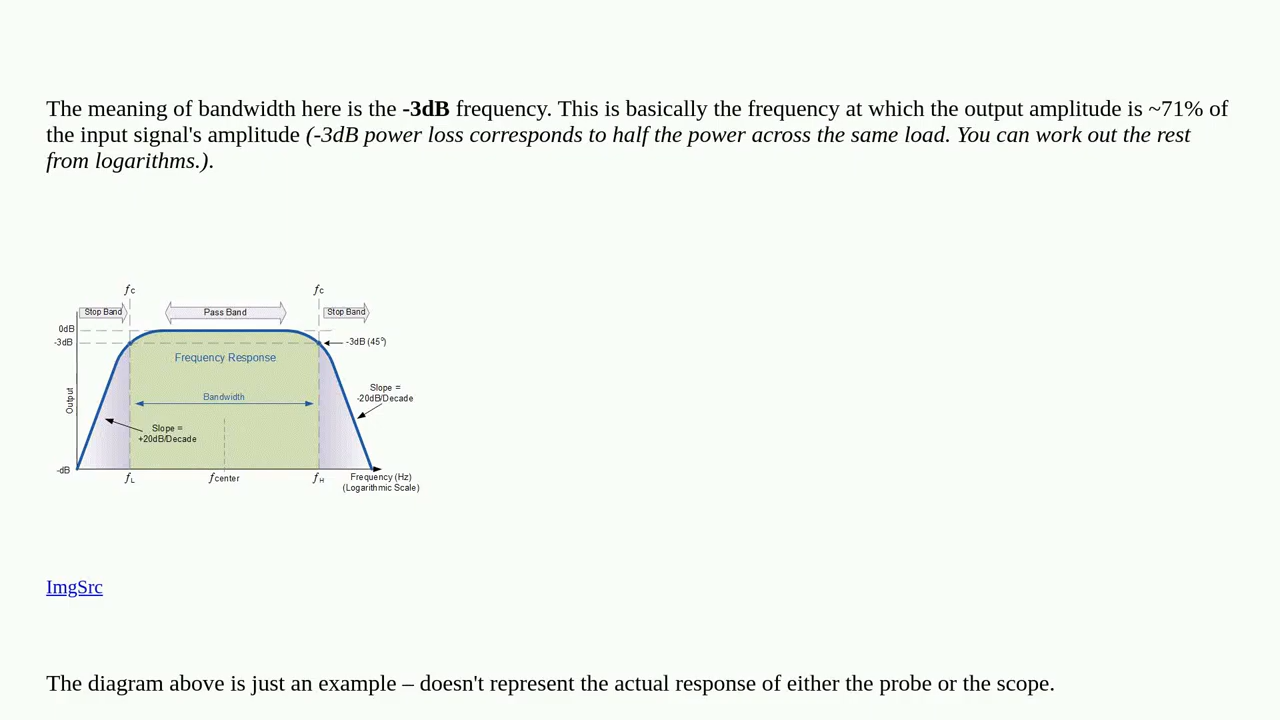 The meaning of bandwidth here is the -3dB frequency. This is basically the frequency at which the output amplitude is ~71% of
the input signal's amplitude (-3dB power loss corresponds to half the power across the same load. You can work out the rest
from logarithms.).
fC fC
Stop Band Pass Band Stop Band
0dB
-3dB -3dB (45°)
Frequency Response
Slope =
-20dB/Decade
Bandwidth
Output
Slope =
+20dB/Decade
-dB
fL fcenter fH Frequency (Hz)
(Logarithmic Scale)
ImgSrc
The diagram above is just an example – doesn't represent the actual response of either the probe or the scope.